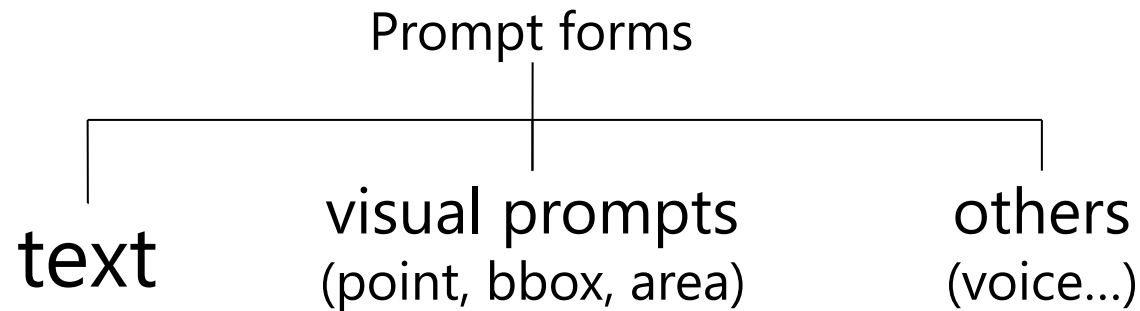 Prompt forms
text
visual prompts
(point, bbox, area)
others
(voice...)